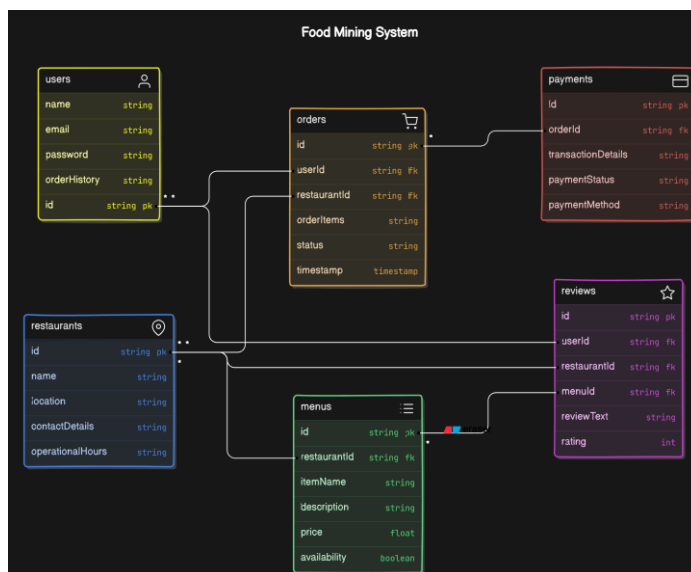 Food Mining System
users
name string
email string
password string
orderHistory string
id string pk
orders
id string pk
userId string fk
restaurantId string fk
orderItems string
status string
timestamp timestamp
payments
id string pk
orderId string fk
transactionDetails string
paymentStatus string
paymentMethod string
restaurants
id string pk
name string
location string
contactDetails string
operationalHours string
menus
id string pk
restaurantId string fk
itemName string
description string
price float
availability boolean
reviews
id string pk
userId string fk
restaurantId string fk
menuId string fk
reviewText string
rating int